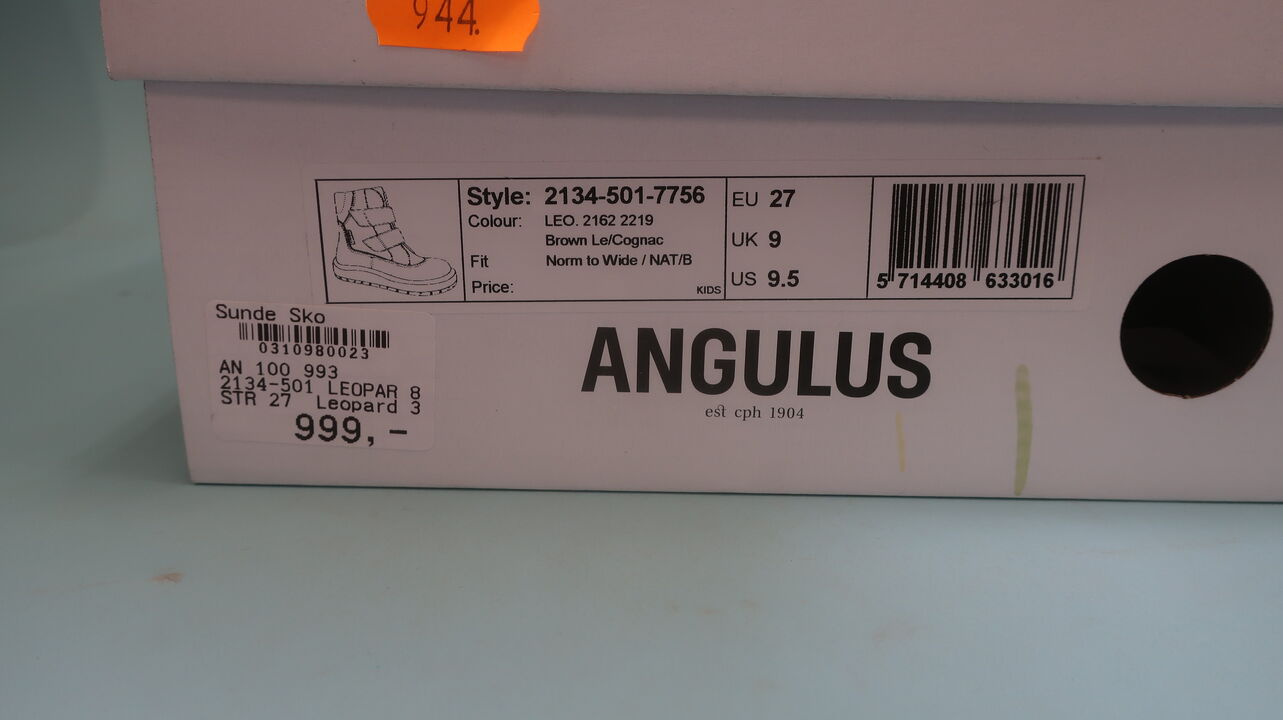 944.
Style: 2134-501-7756
Colour: LEO. 2162 2219
Brown Le/Cognac
Fit Norm to Wide / NAT/B
Price: KIDS
EU 27
UK 9
US 9.5
5 714408 633016
Sunde Sko
0310980023
AN 100 993
2134-501 LEOPAR 8
STR 27 Leopard 3
999,-
ANGULUS
est cph 1904